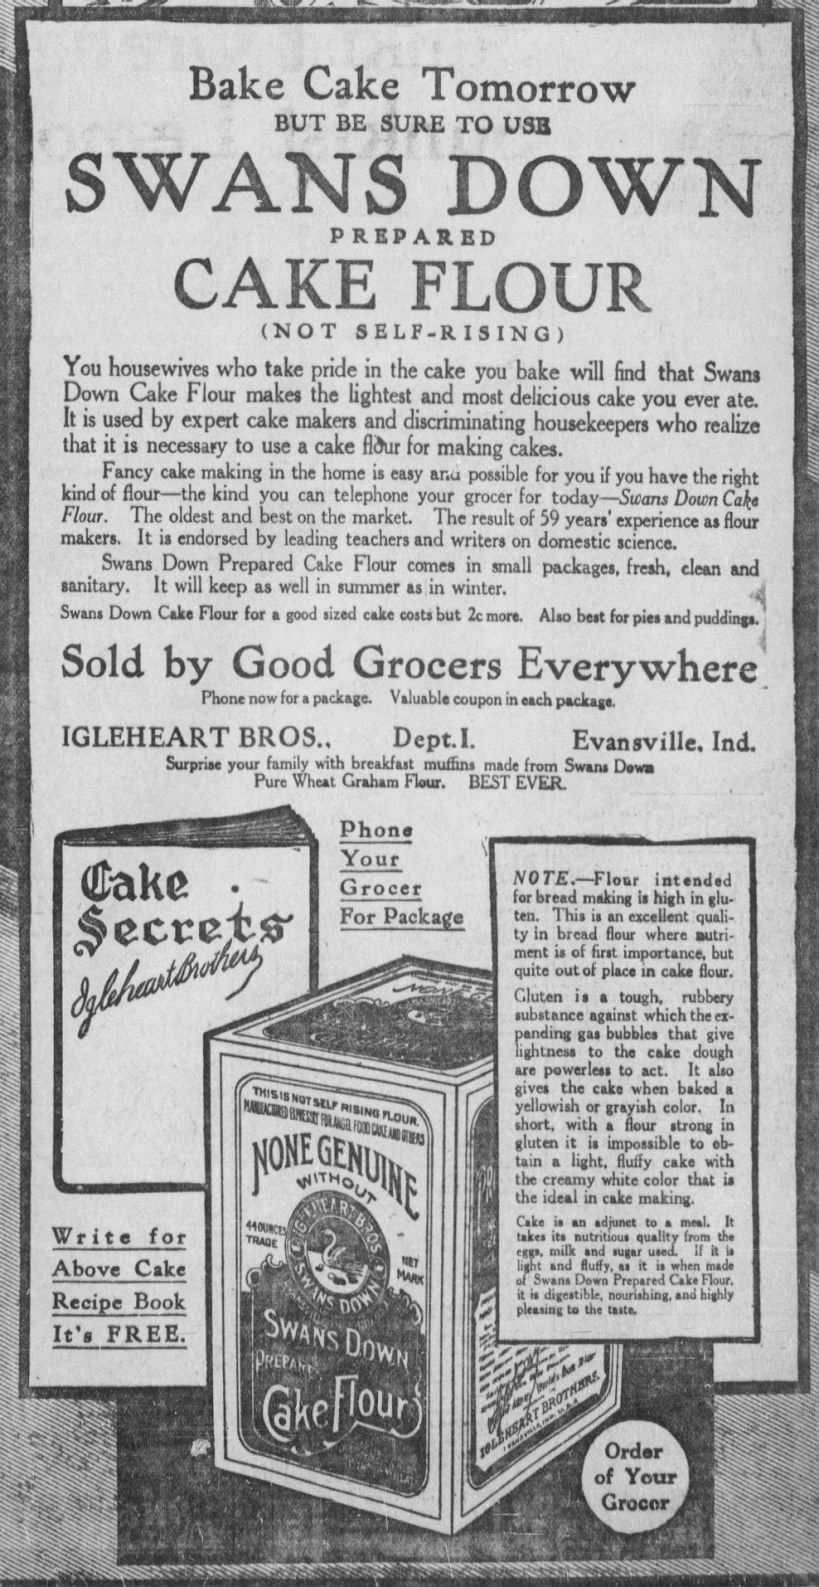 Bake Cake Tomorrow
BUT BE SURE TO USE
SWANS DOWN
PREPARED
CAKE FLOUR
(NOT SELF-RISING)
You housewives who take pride in the cake you bake will find that Swans
Down Cake Flour makes the lightest and most delicious cake you ever ate.
It is used by expert cake makers and discriminating housekeepers who realize
that it is necessary to use a cake flour for making cakes.
Fancy cake making in the home is easy and possible for you if you have the right
kind of flour—the kind you can telephone your grocer for today—Swans Down Cake
Flour. The oldest and best on the market. The result of 59 years' experience as flour
makers. It is endorsed by leading teachers and writers on domestic science.
Swans Down Prepared Cake Flour comes in small packages, fresh, clean and
sanitary. It will keep as well in summer as in winter.
Swans Down Cake Flour for a good sized cake costs but 2c more. Also best for pies and puddings.
Sold by Good Grocers Everywhere
Phone now for a package. Valuable coupon in each package.
IGLEHEART BROS., Dept. I. Evansville, Ind.
Surprise your family with breakfast muffins made from Swans Down
Pure Wheat Graham Flour. BEST EVER.
Cake
Secrets
Igleheart Brothers
Phone
Your
Grocer
For Package
NOTE.—Flour intended
for bread making is high in glu-
ten. This is an excellent quali-
ty in bread flour where nutri-
ment is of first importance, but
quite out of place in cake flour.
Gluten is a tough, rubbery
substance against which the ex-
panding gas bubbles that give
lightness to the cake dough
are powerless to act. It also
gives the cake when baked a
yellowish or grayish color. In
short, with a flour strong in
gluten it is impossible to ob-
tain a light, fluffy cake with
the creamy white color that is
the ideal in cake making.
Cake is an adjunct to a meal. It
takes its nutritious quality from the
eggs, milk and sugar used. If it is
light and fluffy, as it is when made
of Swans Down Prepared Cake Flour,
it is digestible, nourishing, and highly
pleasing to the taste.
Write for
Above Cake
Recipe Book
It's FREE.
THIS IS NOT SELF RISING FLOUR.
MANUFACTURED EXPRESSLY FOR ANGEL FOOD CAKE AND OTHERS
NONE GENUINE
WITHOUT
IGLEHEART BROS
SWANS DOWN
44 OUNCES
TRADE
NET
MARK
SWANS DOWN
PREPARED
Cake Flour
IGLEHEART BROTHERS.
EVANSVILLE, IND. U.S.A.
Order
of Your
Grocer